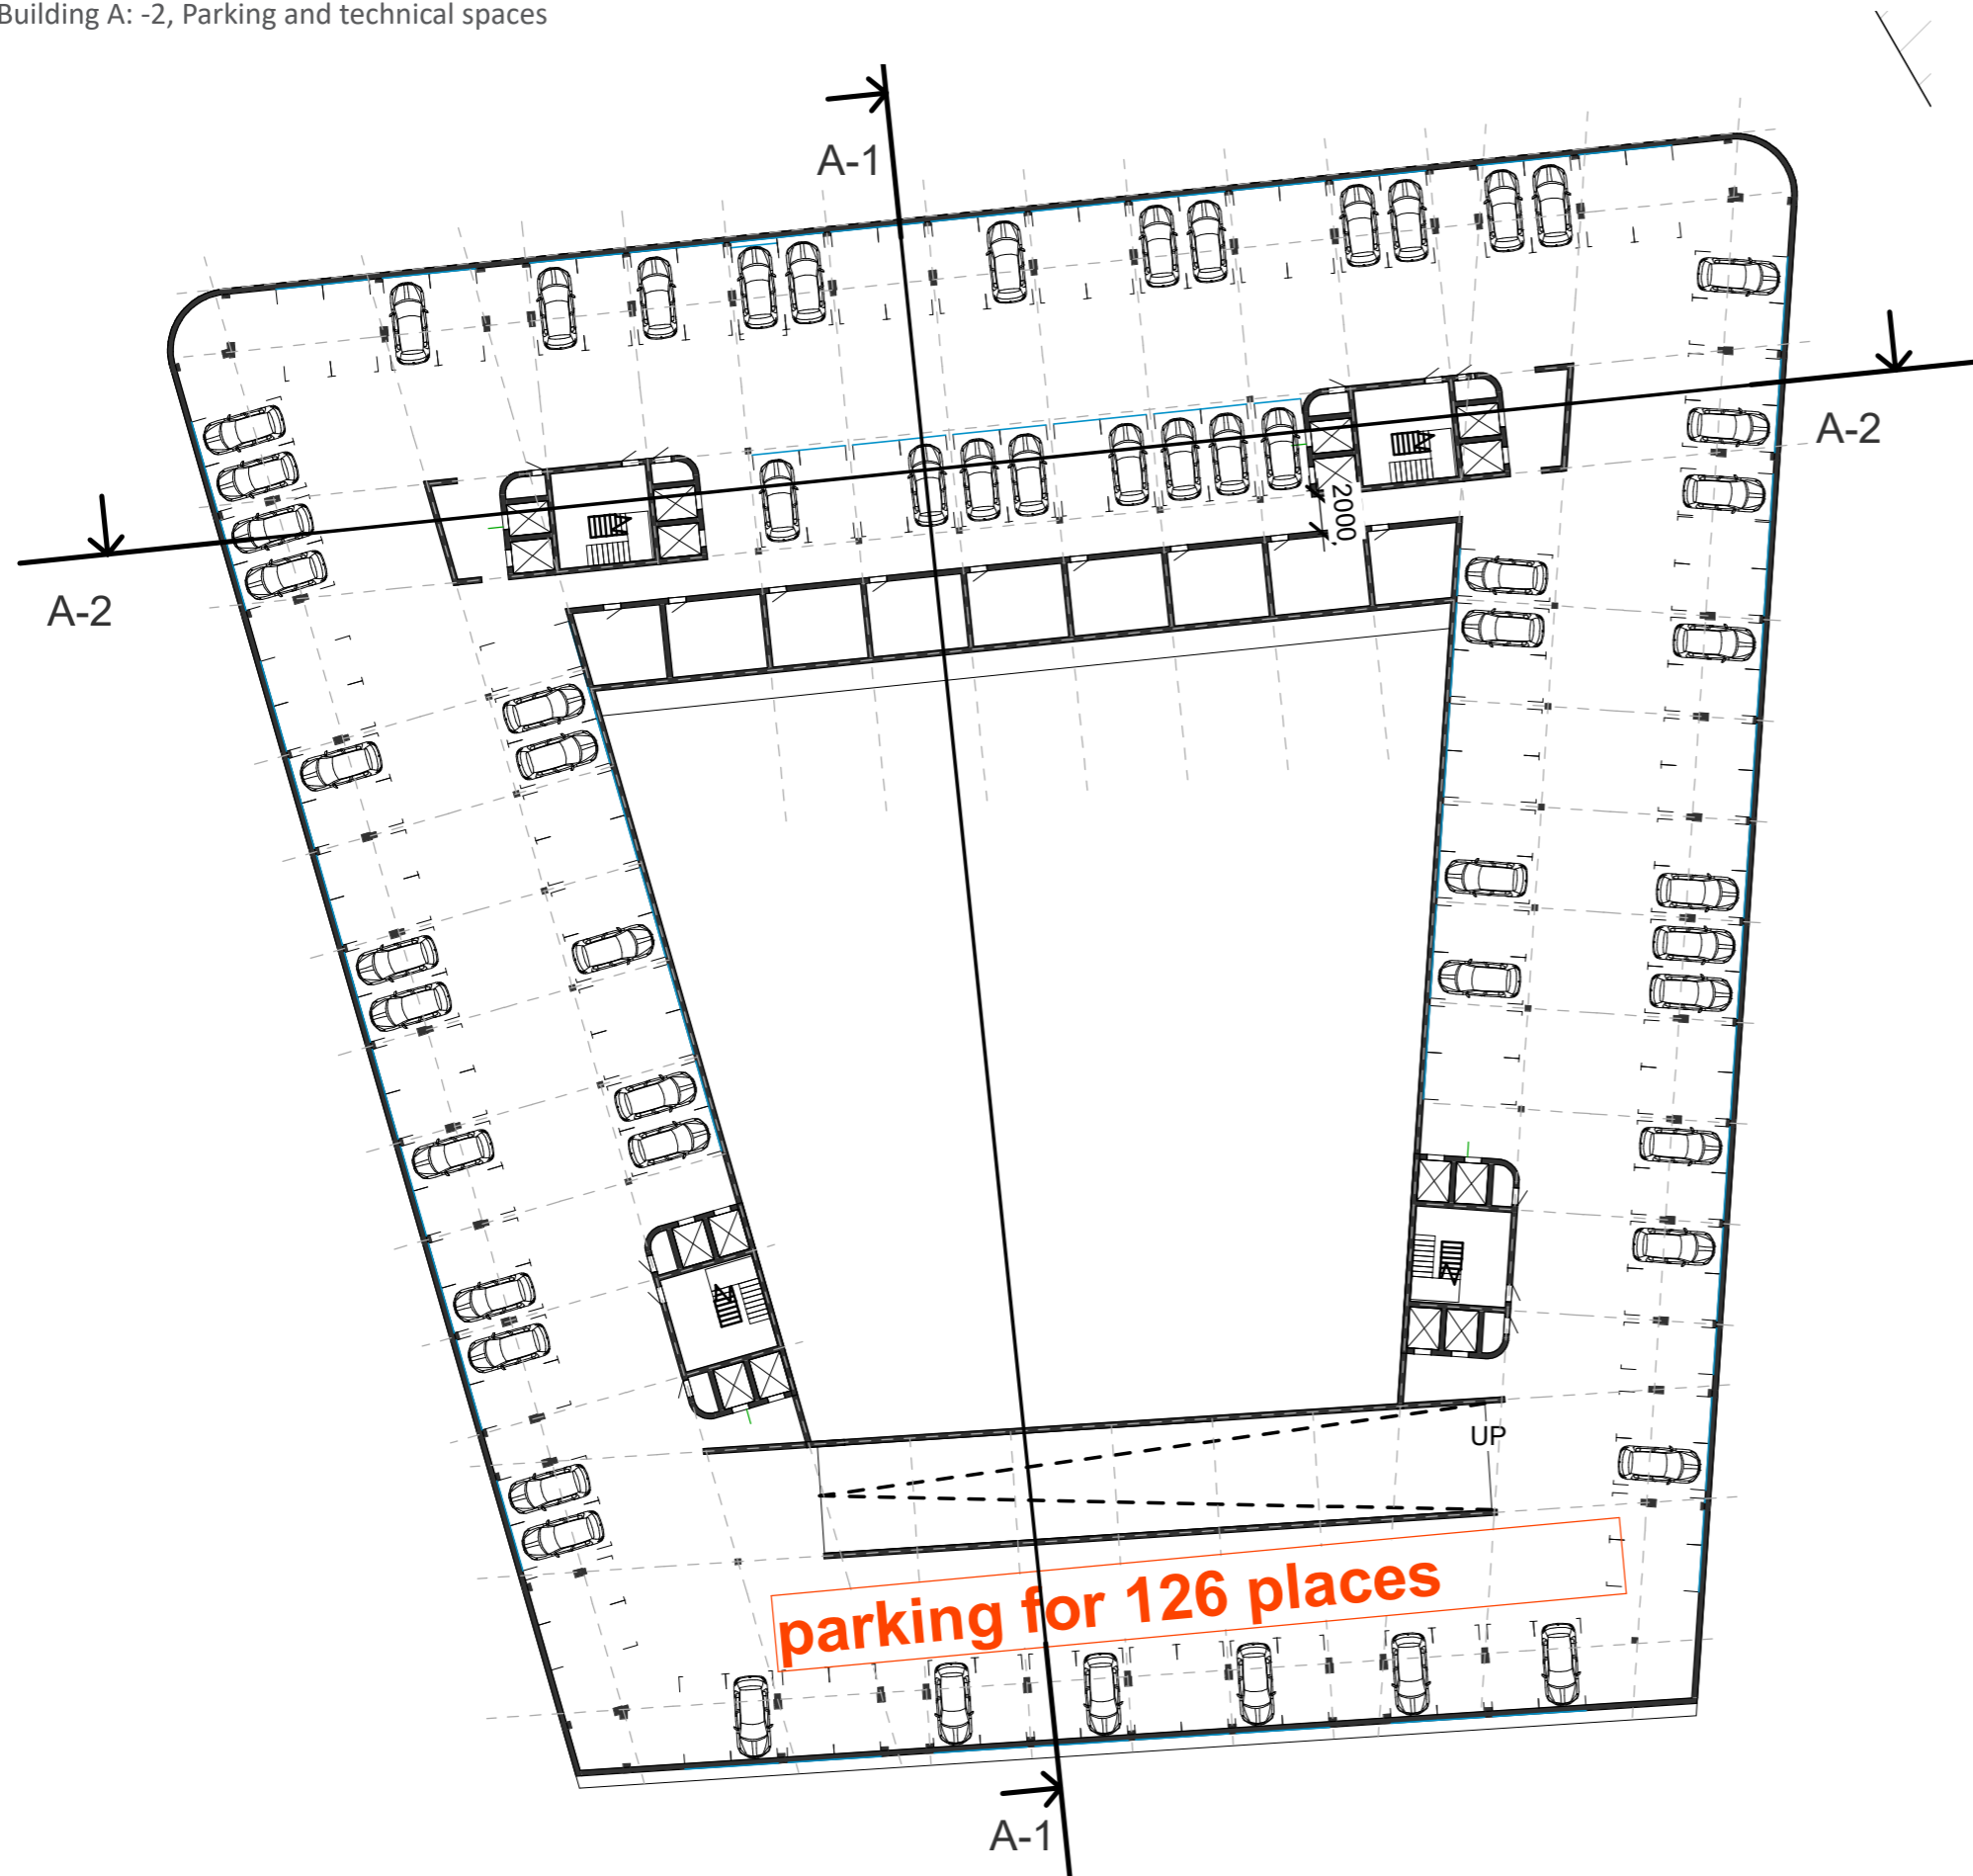 Building A: -2, Parking and technical spaces
A-1
A-2
2000
A-2
UP
parking for 126 places
A-1